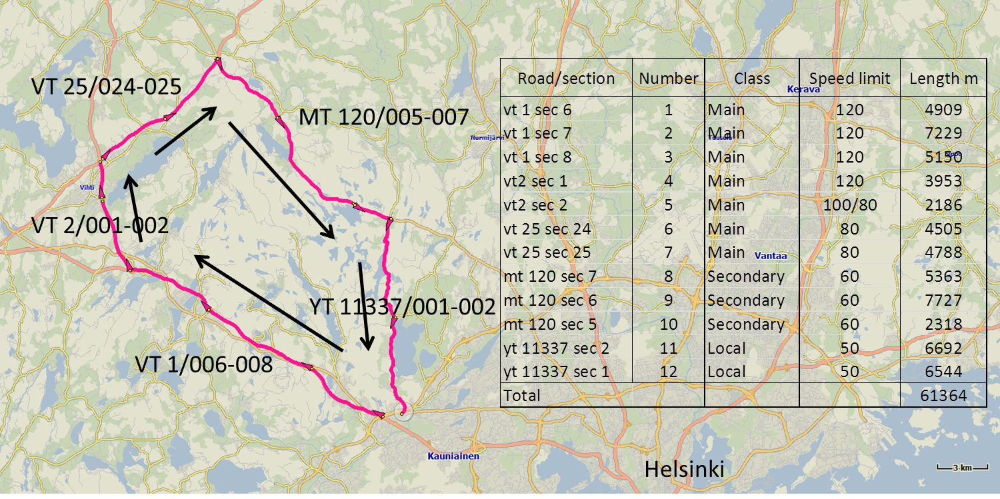 VT 25/024-025
MT 120/005-007
VT 2/001-002
YT 11337/001-002
VT 1/006-008
Vihti
Nurmijärvi
Kauniainen
Helsinki
Kerava
Tuusula
Sipoo
Vantaa
3 km
Road/section Number Class Speed limit Length m
vt 1 sec 6 1 Main 120 4909
vt 1 sec 7 2 Main 120 7229
vt 1 sec 8 3 Main 120 5150
vt2 sec 1 4 Main 120 3953
vt2 sec 2 5 Main 100/80 2186
vt 25 sec 24 6 Main 80 4505
vt 25 sec 25 7 Main 80 4788
mt 120 sec 7 8 Secondary 60 5363
mt 120 sec 6 9 Secondary 60 7727
mt 120 sec 5 10 Secondary 60 2318
yt 11337 sec 2 11 Local 50 6692
yt 11337 sec 1 12 Local 50 6544
Total 61364